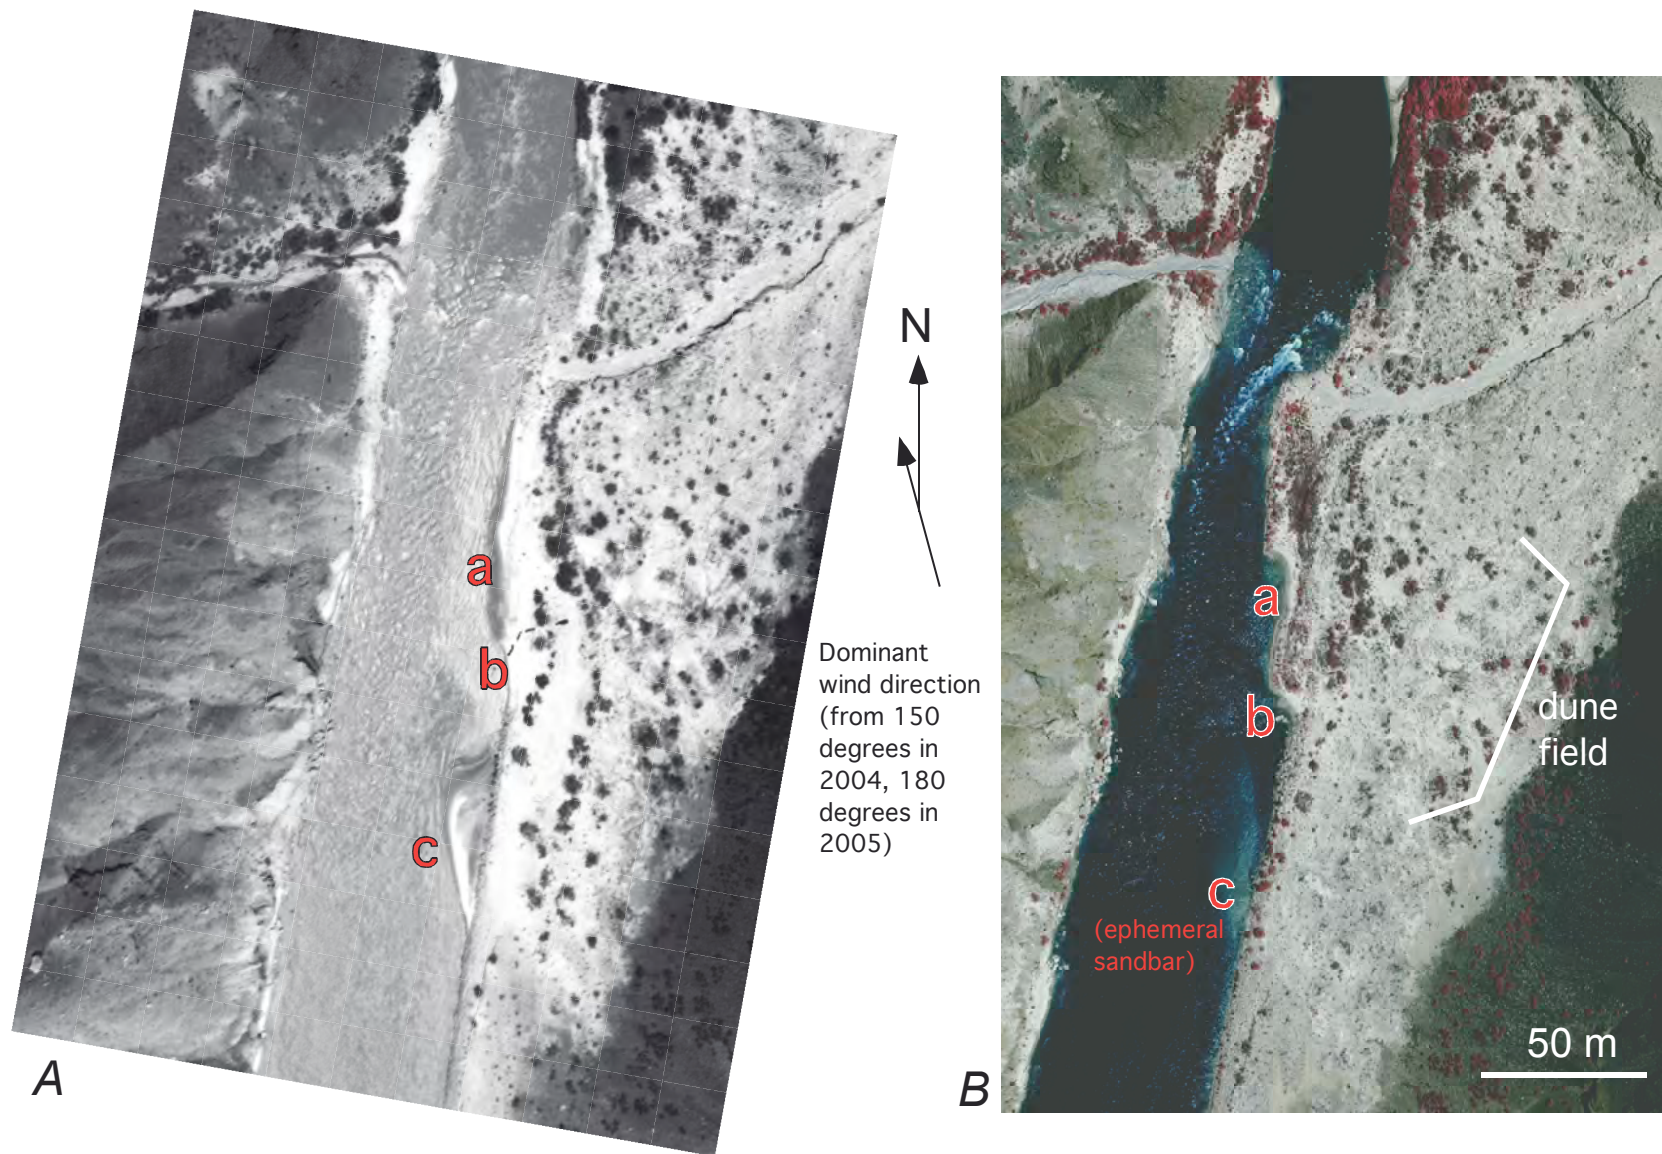 N
a
b
c
Dominant
wind direction
(from 150
degrees in
2004, 180
degrees in
2005)
A
a
b
c
(ephemeral
sandbar)
dune
field
50 m
B